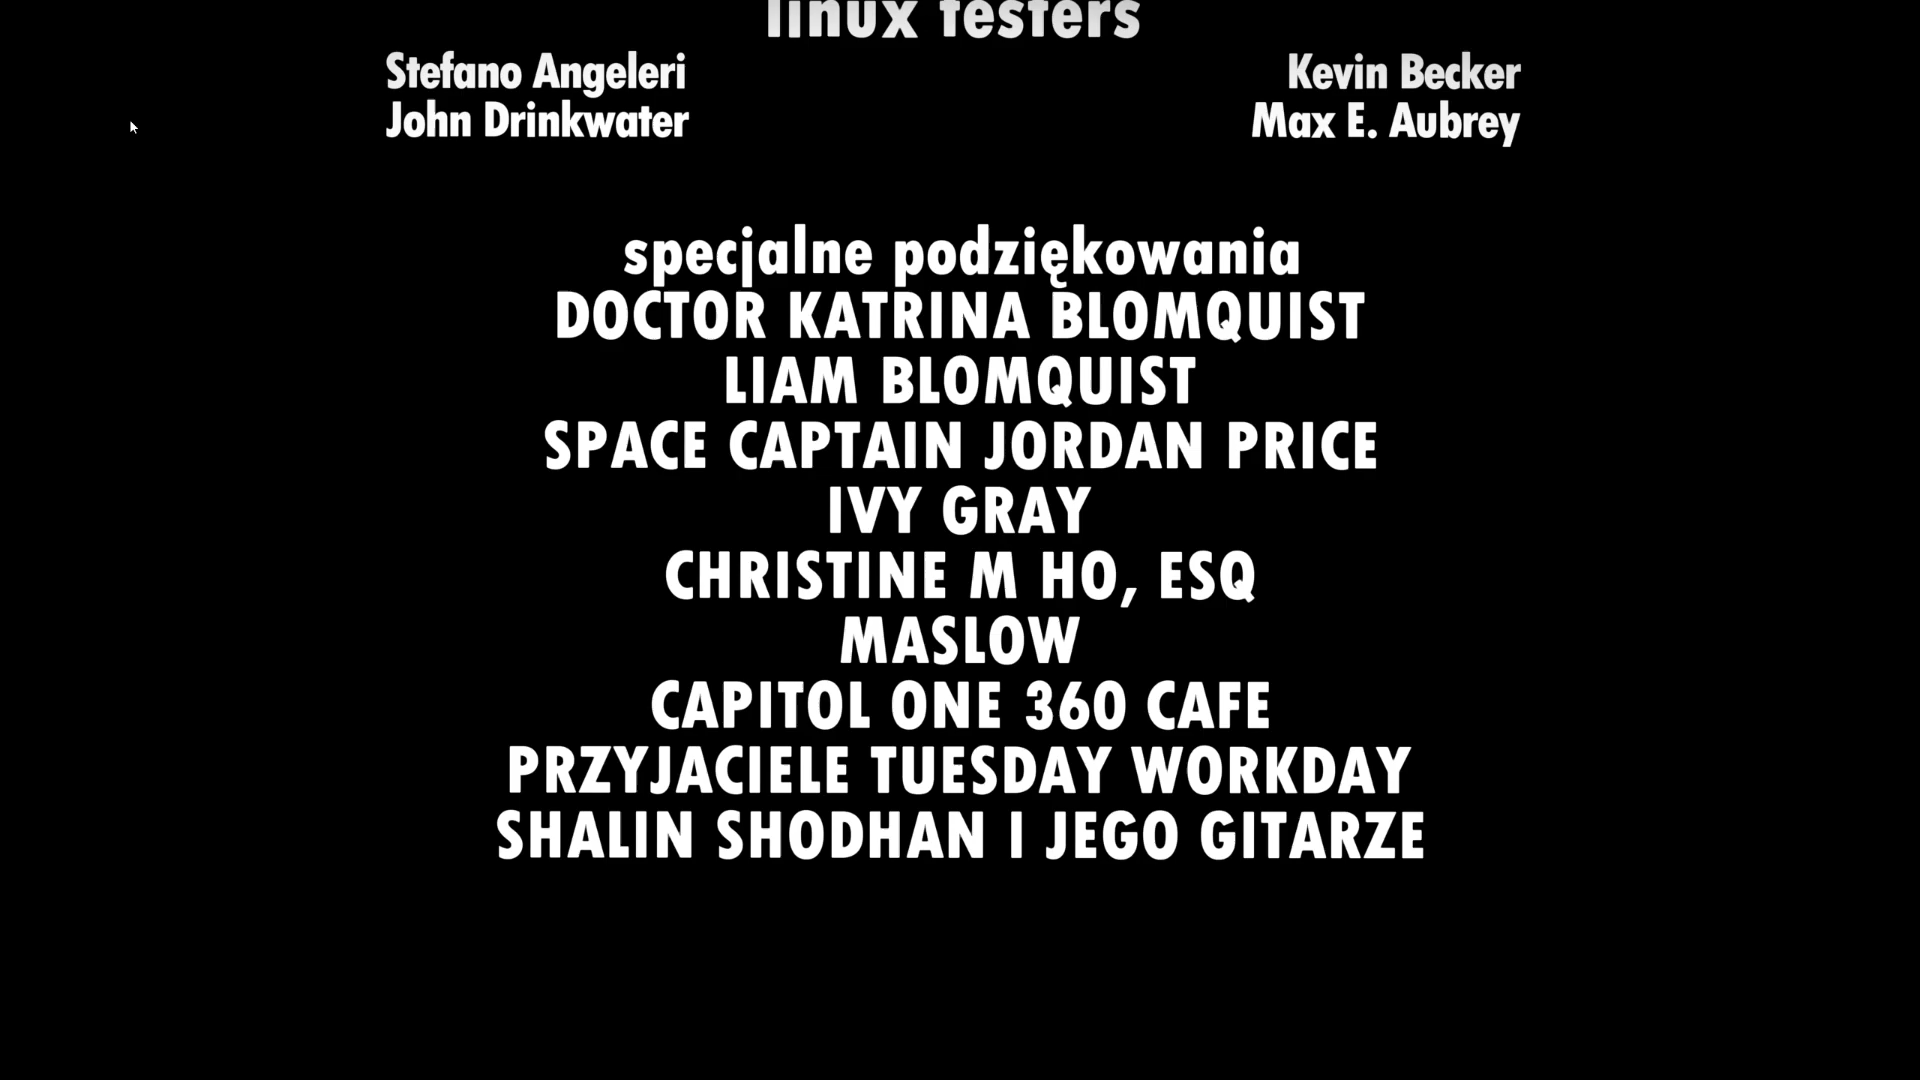 linux testers
Stefano Angeleri Kevin Becker
John Drinkwater Max E. Aubrey
specjalne podziękowania
DOCTOR KATRINA BLOMQUIST
LIAM BLOMQUIST
SPACE CAPTAIN JORDAN PRICE
IVY GRAY
CHRISTINE M HO, ESQ
MASLOW
CAPITOL ONE 360 CAFE
PRZYJACIELE TUESDAY WORKDAY
SHALIN SHODHAN I JEGO GITARZE